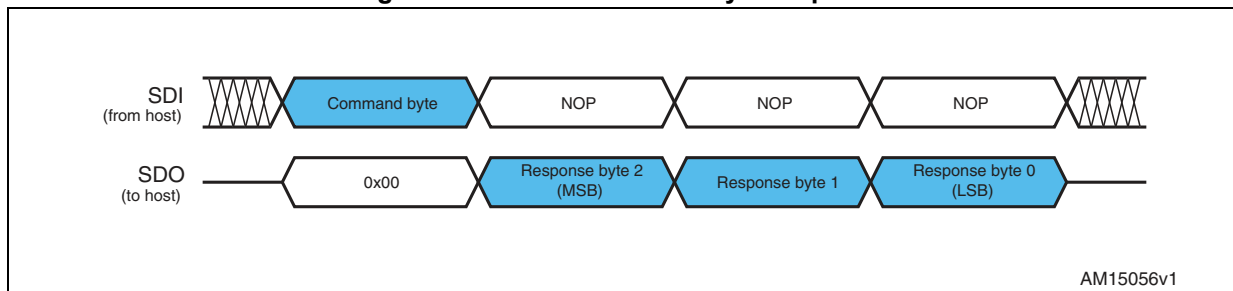 SDI
(from host)
Command byte
NOP
NOP
NOP
SDO
(to host)
0x00
Response byte 2
(MSB)
Response byte 1
Response byte 0
(LSB)
AM15056v1